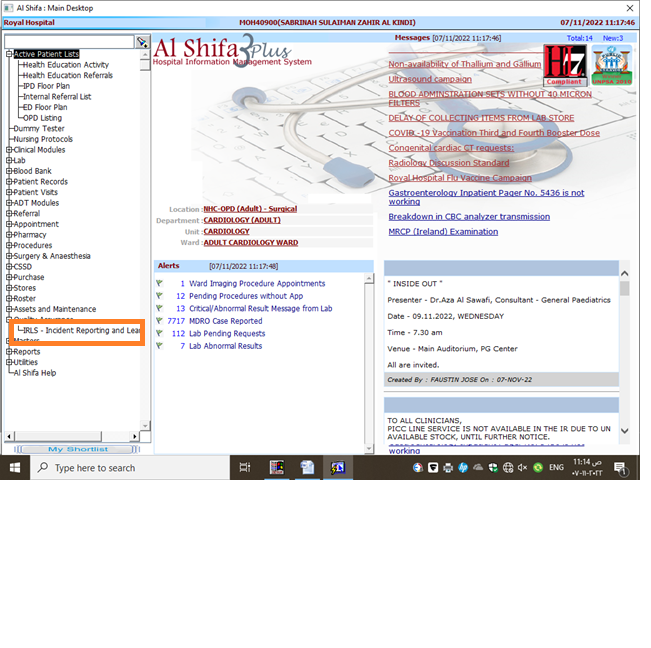 Al Shifa : Main Desktop
Royal Hospital
MOH40900(SABRINAH SULAIMAN ZAHIR AL KINDI)
07/11/2022 11:17:46
Active Patient Lists
Health Education Activity
Health Education Referrals
IPD Floor Plan
Internal Referral List
ED Floor Plan
OPD Listing
Dummy Tester
Nursing Protocols
Clinical Modules
Lab
Blood Bank
Patient Records
Patient Visits
ADT Modules
Referral
Appointment
Pharmacy
Procedures
Surgery & Anaesthesia
CSSD
Purchase
Stores
Roster
Assets and Maintenance
Quality Assurance
IRLS - Incident Reporting and Lear
Masters
Reports
Utilities
Al Shifa Help
My Shortlist
Al Shifa 3 plus
Hospital Information Management System
Location : NHC-OPD (Adult) - Surgical
Department : CARDIOLOGY (ADULT)
Unit : CARDIOLOGY
Ward : ADULT CARDIOLOGY WARD
Alerts [07/11/2022 11:17:48]
1 Ward Imaging Procedure Appointments
12 Pending Procedures without App
13 Critical/Abnormal Result Message from Lab
7717 MDRO Case Reported
112 Lab Pending Requests
7 Lab Abnormal Results
Messages [07/11/2022 11:17:46]
Total:14 New:3
Non-availability of Thallium and Gallium
Ultrasound campaign
BLOOD ADMINSTRATION SETS WITHOUT 40 MICRON
FILTERS
DELAY OF COLLECTING ITEMS FROM LAB STORE
COVID -19 Vaccination Third and Fourth Booster Dose
Congenital cardiac CT requests:
Radiology Discussion Standard
Royal Hospital Flu Vaccine Campaign
Gastroenterology Inpatient Pager No. 5436 is not
working
Breakdown in CBC analyzer transmission
MRCP (Ireland) Examination
H7
Compliant
UNPSA 2010
" INSIDE OUT "
Presenter - Dr.Aza Al Sawafi, Consultant - General Paediatrics
Date - 09.11.2022, WEDNESDAY
Time - 7.30 am
Venue - Main Auditorium, PG Center
All are invited.
Created By : FAUSTIN JOSE On : 07-NOV-22
TO ALL CLINICIANS,
PICC LINE SERVICE IS NOT AVAILABLE IN THE IR DUE TO UN
AVAILABLE STOCK, UNTIL FURTHER NOTICE.
working
Type here to search
ENG
11:14 ص
٠٧-١١-٢٠٢٢
1